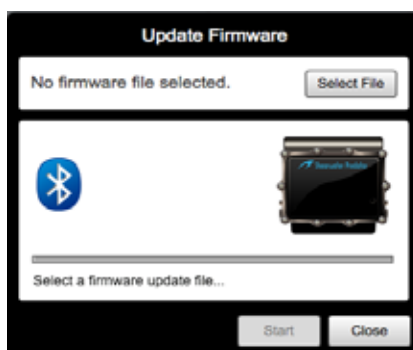 Update Firmware
No firmware file selected.
Select File
Select a firmware update file...
Start
Close